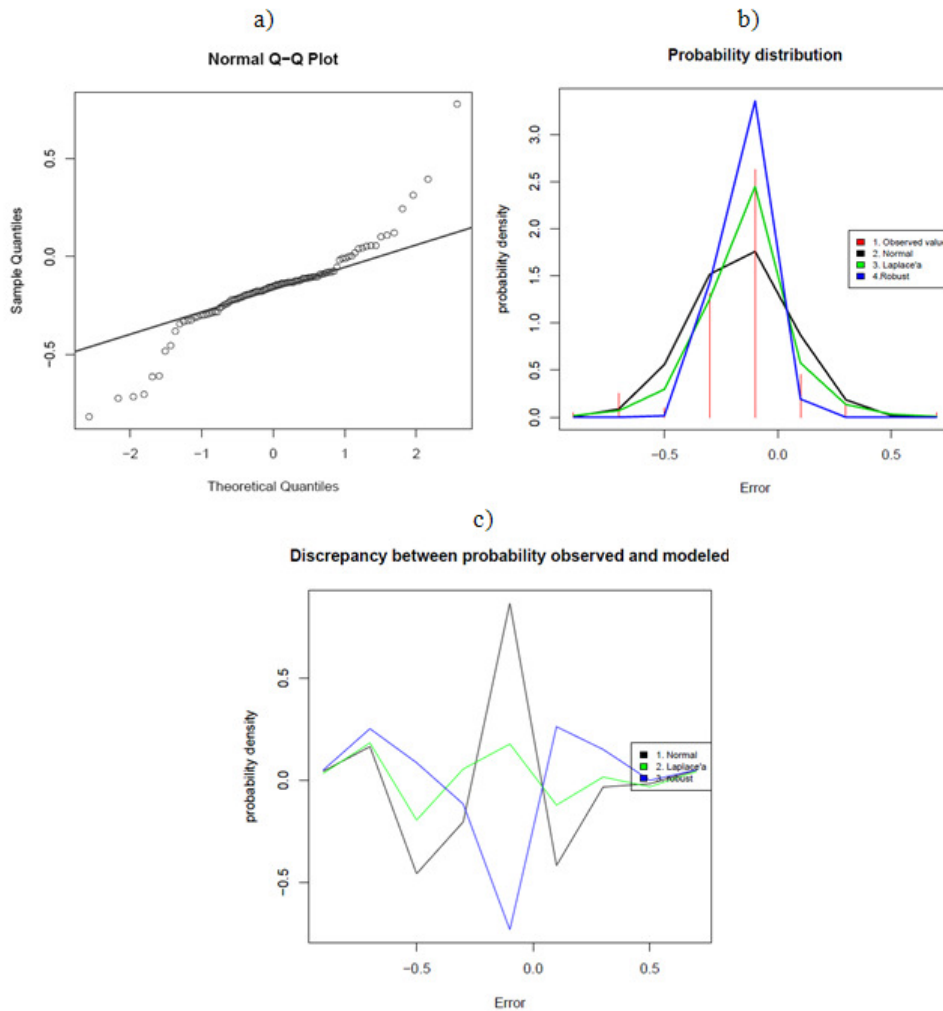 a)
Normal Q-Q Plot
Sample Quantiles
0.5
0.0
-0.5
-2
-1
0
1
2
Theoretical Quantiles
b)
Probability distribution
probability density
3.0
2.5
2.0
1.5
1.0
0.5
0.0
1. Observed value
2. Normal
3. Laplace'a
4.Robust
-0.5
0.0
0.5
Error
c)
Discrepancy between probability observed and modeled
probability density
0.5
0.0
-0.5
1. Normal
2. Laplace'a
3. robust
-0.5
0.0
0.5
Error